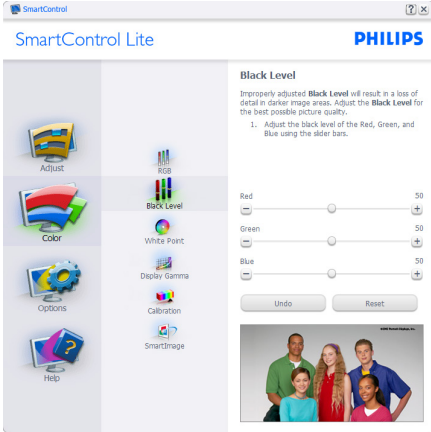 SmartControl
?
SmartControl Lite
PHILIPS
Adjust
Color
Options
Help
RGB
Black Level
White Point
Display Gamma
Calibration
SmartImage
Black Level
Improperly adjusted Black Level will result in a loss of
detail in darker image areas. Adjust the Black Level for
the best possible picture quality.
1. Adjust the black level of the Red, Green, and
Blue using the slider bars.
Red 50
Green 50
Blue 50
Undo Reset